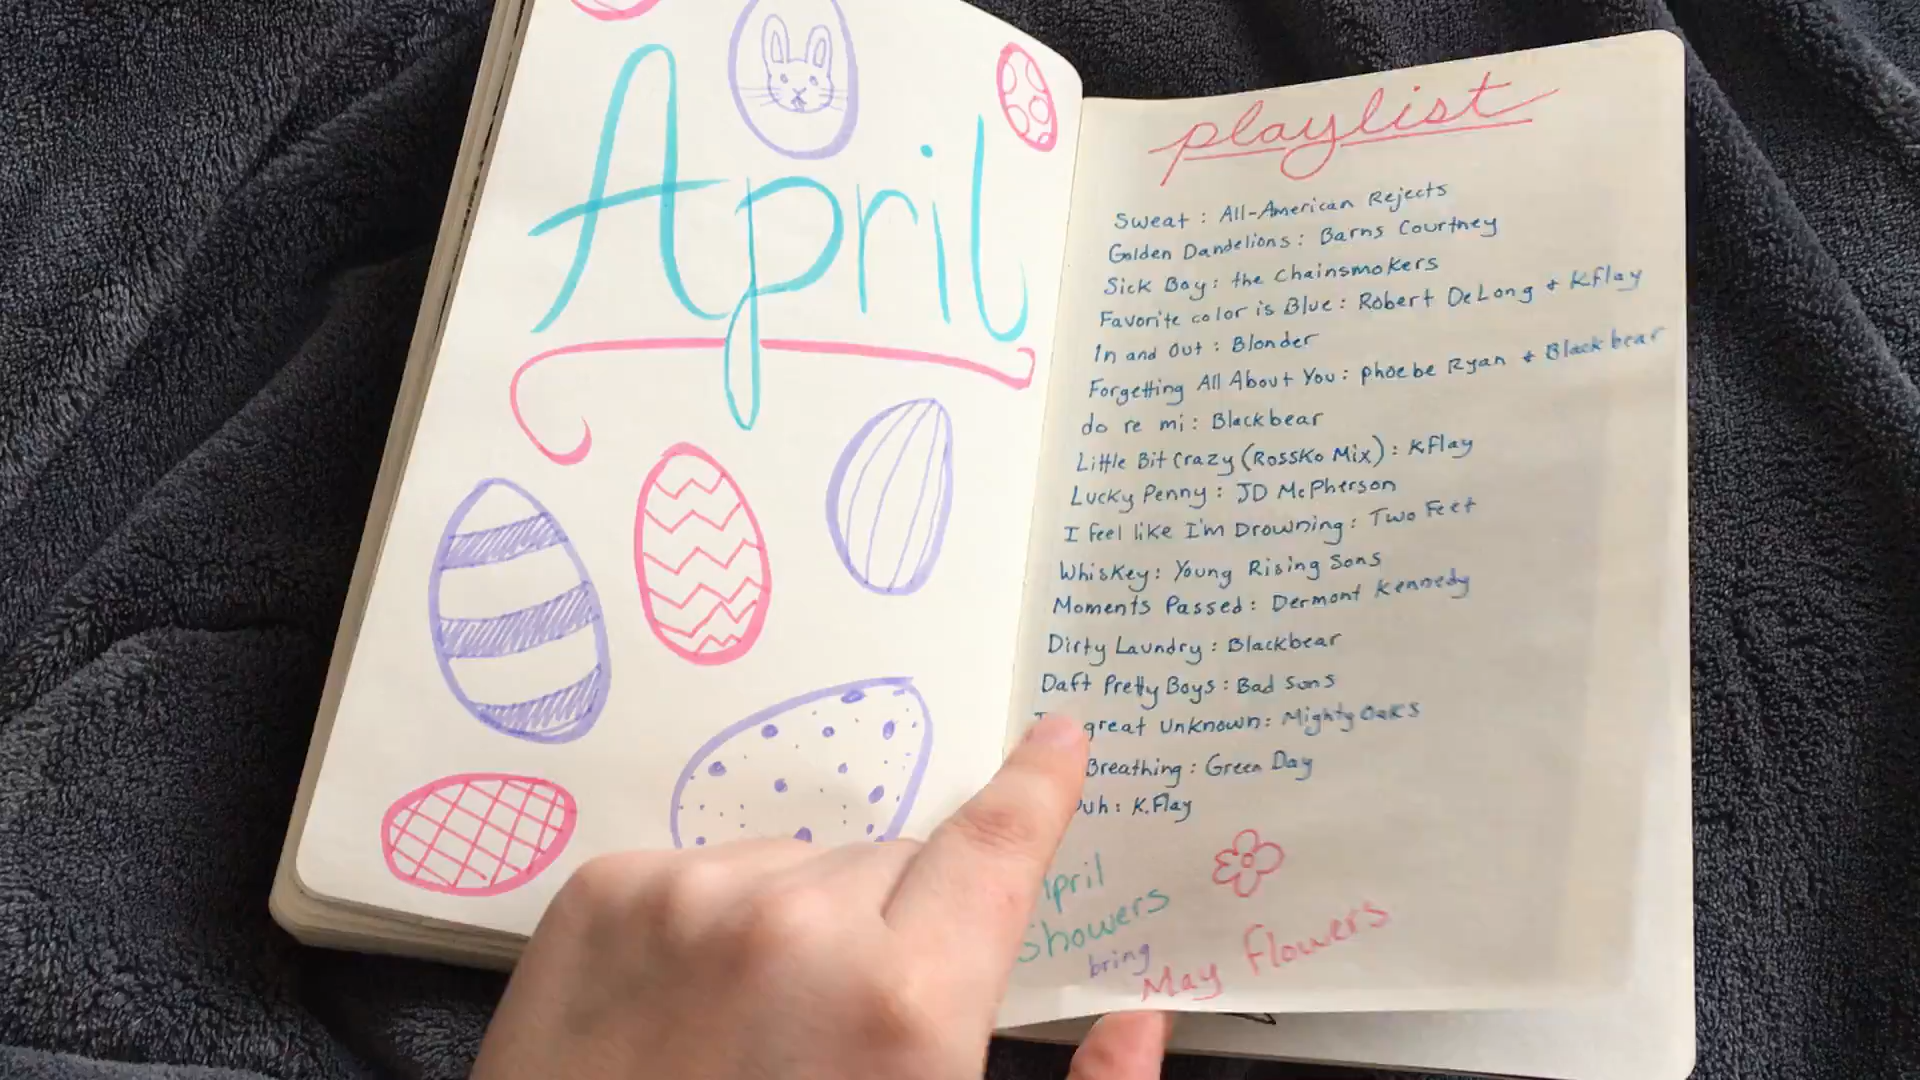 April
playlist
Sweat : All-American Rejects
Golden Dandelions : Barns Courtney
Sick Boy : the Chainsmokers
Favorite color is Blue : Robert DeLong + Kflay
In and Out : Blonder
Forgetting All About You : phoebe Ryan + Blackbear
do re mi : Blackbear
Little Bit Crazy (Rossko Mix) : Kflay
Lucky Penny : JD McPherson
I feel like I'm Drowning : Two Feet
Whiskey : Young Rising Sons
Moments Passed : Dermont Kennedy
Dirty Laundry : Blackbear
Daft Pretty Boys : Bad Suns
great Unknown : Mighty Oaks
Breathing : Green Day
: K.Flay
April
Showers
bring
May flowers